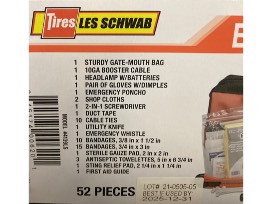 Tires LES SCHWAB
1 STURDY GATE-MOUTH BAG
1 10GA BOOSTER CABLE
1 HEADLAMP W/BATTERIES
1 PAIR OF GLOVES W/DIMPLES
1 EMERGENCY PONCHO
2 SHOP CLOTHS
1 2-IN-1 SCREWDRIVER
1 DUCT TAPE
10 CABLE TIES
1 UTILITY KNIFE
1 EMERGENCY WHISTLE
10 BANDAGES, 3/8 in x 1 1/2 in
15 BANDAGES, 3/4 in x 3 in
1 STERILE GAUZE PAD, 2 in x 2 in
3 ANTISEPTIC TOWELETTES, 5 in x 6 3/4 in
1 STING RELIEF PAD, 2 1/4 in x 1 1/4 in
1 FIRST AID GUIDE
52 PIECES
LOT# 21-0505-05
BEST IF USED BY
2025-12-31